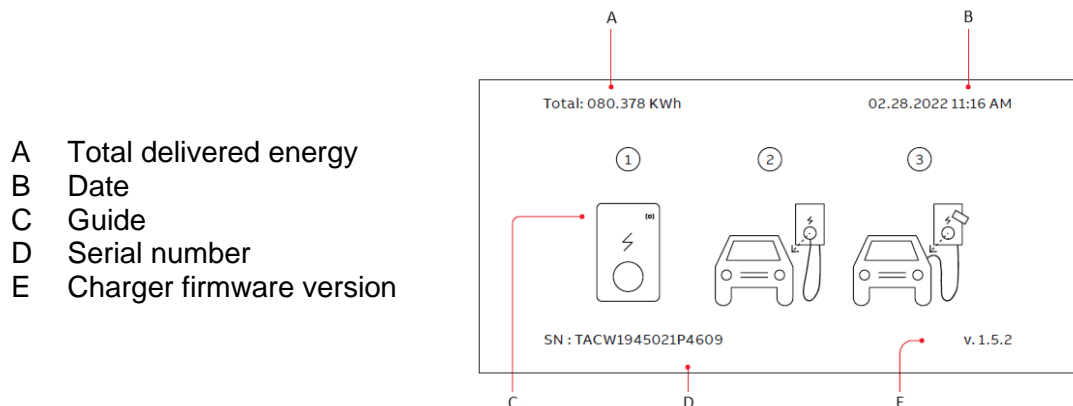 A B
A Total delivered energy
B Date
C Guide
D Serial number
E Charger firmware version
Total: 080.378 KWh 02.28.2022 11:16 AM
1 2 3
SN : TACW1945021P4609 v. 1.5.2
C D E